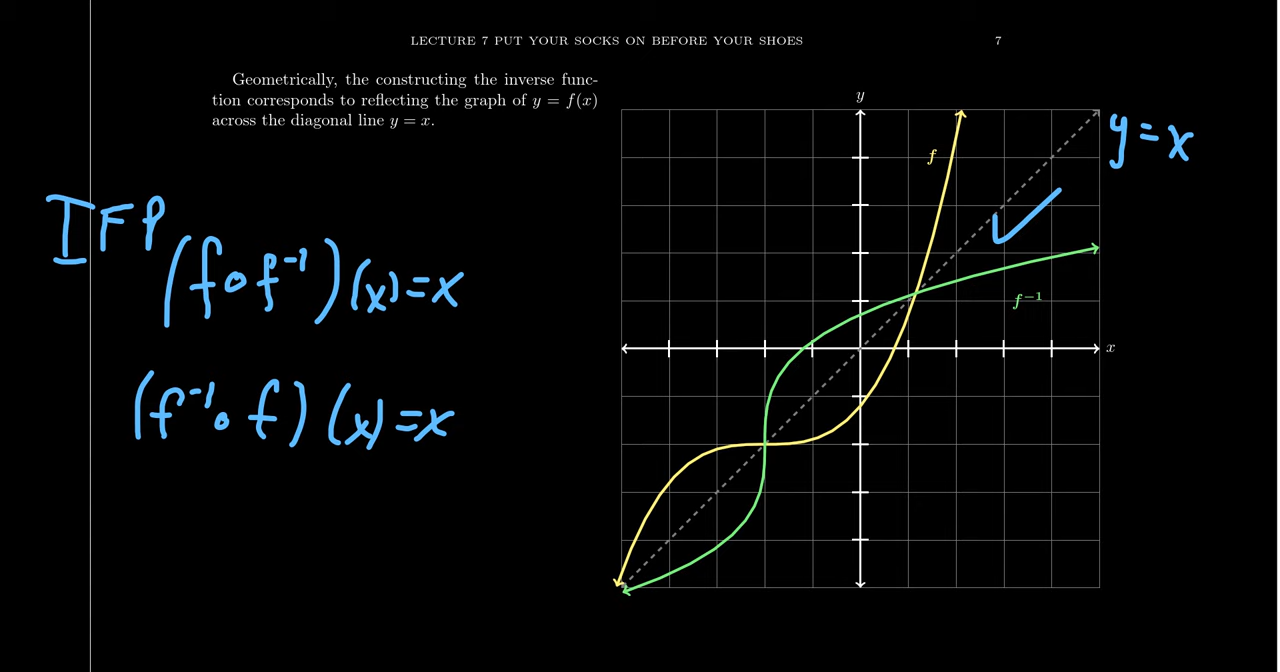 LECTURE 7 PUT YOUR SOCKS ON BEFORE YOUR SHOES 7
Geometrically, the constructing the inverse func-
tion corresponds to reflecting the graph of y = f(x)
across the diagonal line y = x.
IFP
(f∘f⁻¹)(x)=x
(f⁻¹∘f)(x)=x
y
y=x
f
f⁻¹
x